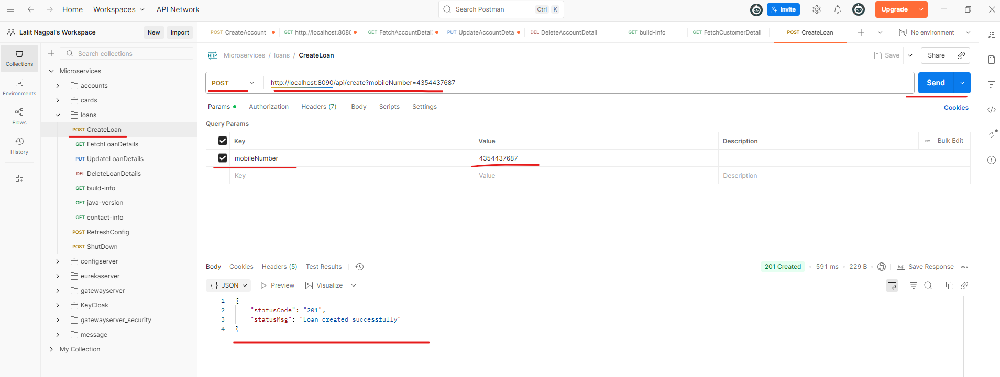 Home Workspaces API Network Search Postman Ctrl K Invite Upgrade
Lalit Nagpal's Workspace New Import
POST CreateAccount GET http://localhost:808( GET FetchAccountDetail PUT UpdateAccountDeta DEL DeleteAccountDetail GET build-info GET FetchCustomerDetai POST CreateLoan No environment
Collections
Environments
Flows
History
Search collections
Microservices
accounts
cards
loans
POST CreateLoan
GET FetchLoanDetails
PUT UpdateLoanDetails
DEL DeleteLoanDetails
GET build-info
GET java-version
GET contact-info
POST RefreshConfig
POST ShutDown
configserver
eurekaserver
gatewayserver
KeyCloak
gatewayserver_security
message
My Collection
HTTP Microservices / loans / CreateLoan Save Share
POST http://localhost:8090/api/create?mobileNumber=4354437687 Send
Params Authorization Headers (7) Body Scripts Settings Cookies
Query Params
Key Value Description Bulk Edit
mobileNumber 4354437687
Key Value Description
Body Cookies Headers (5) Test Results 201 Created 591 ms 229 B e.g. Save Response
{} JSON Preview Visualize
1 {
2 "statusCode": "201",
3 "statusMsg": "Loan created successfully"
4 }